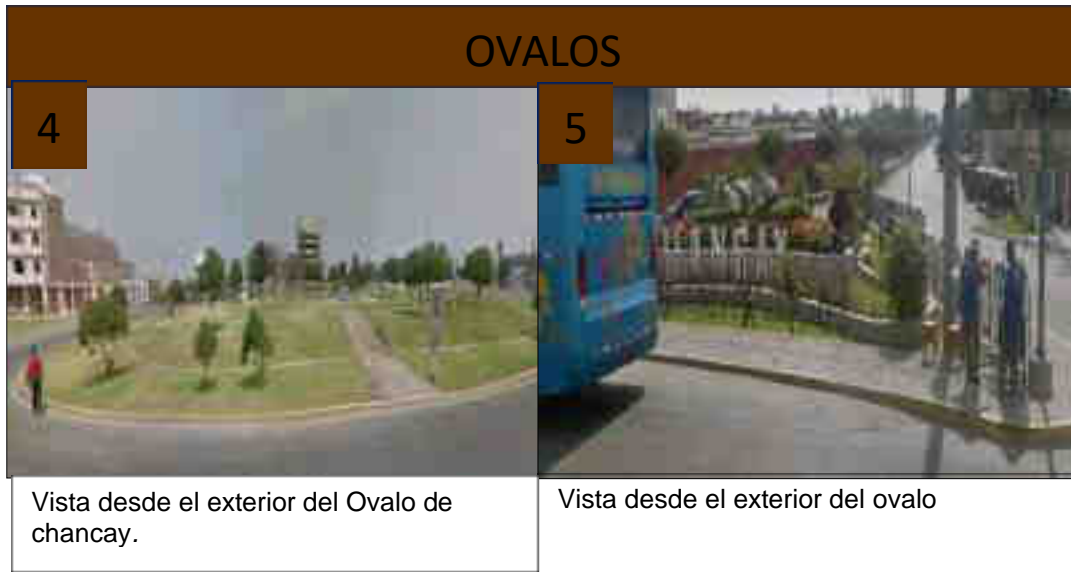 OVALOS
4
5
Vista desde el exterior del Ovalo de
chancay.
Vista desde el exterior del ovalo